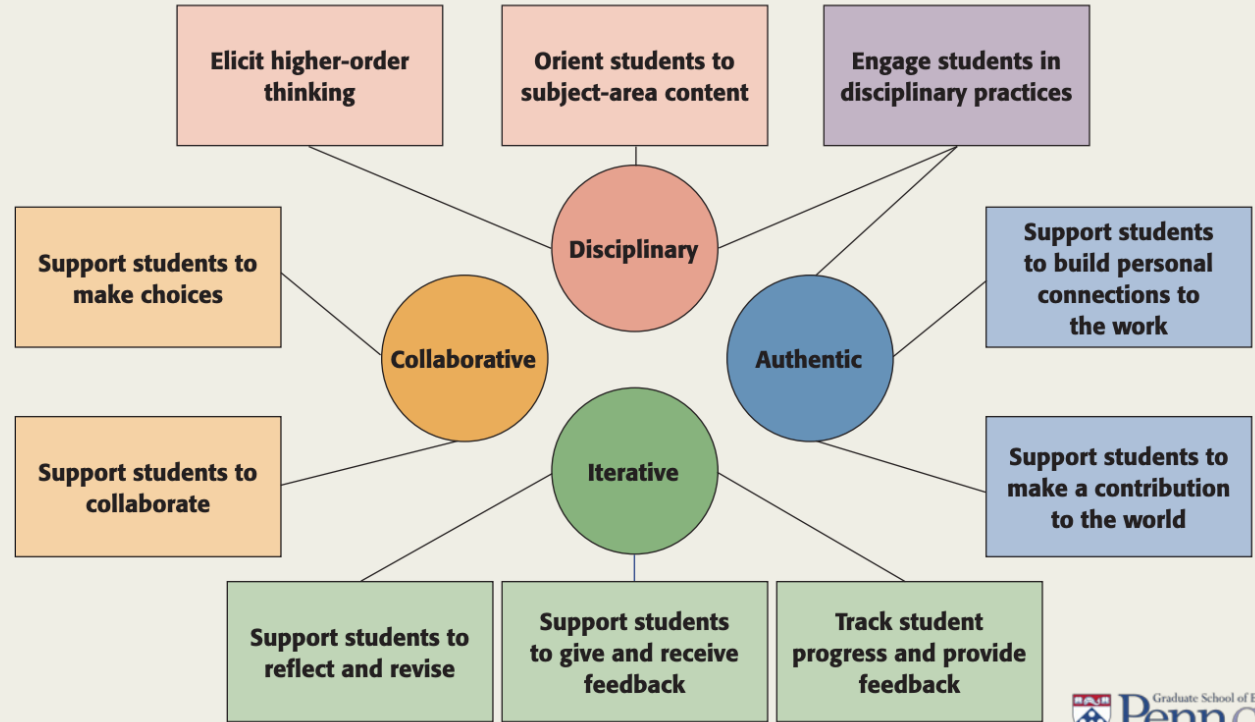 Elicit higher-order
thinking
Orient students to
subject-area content
Engage students in
disciplinary practices
Disciplinary
Support students to
make choices
Support students
to build personal
connections to
the work
Collaborative
Authentic
Support students to
collaborate
Iterative
Support students to
make a contribution
to the world
Support students to
reflect and revise
Support students
to give and receive
feedback
Track student
progress and provide
feedback
Graduate School of
Penn